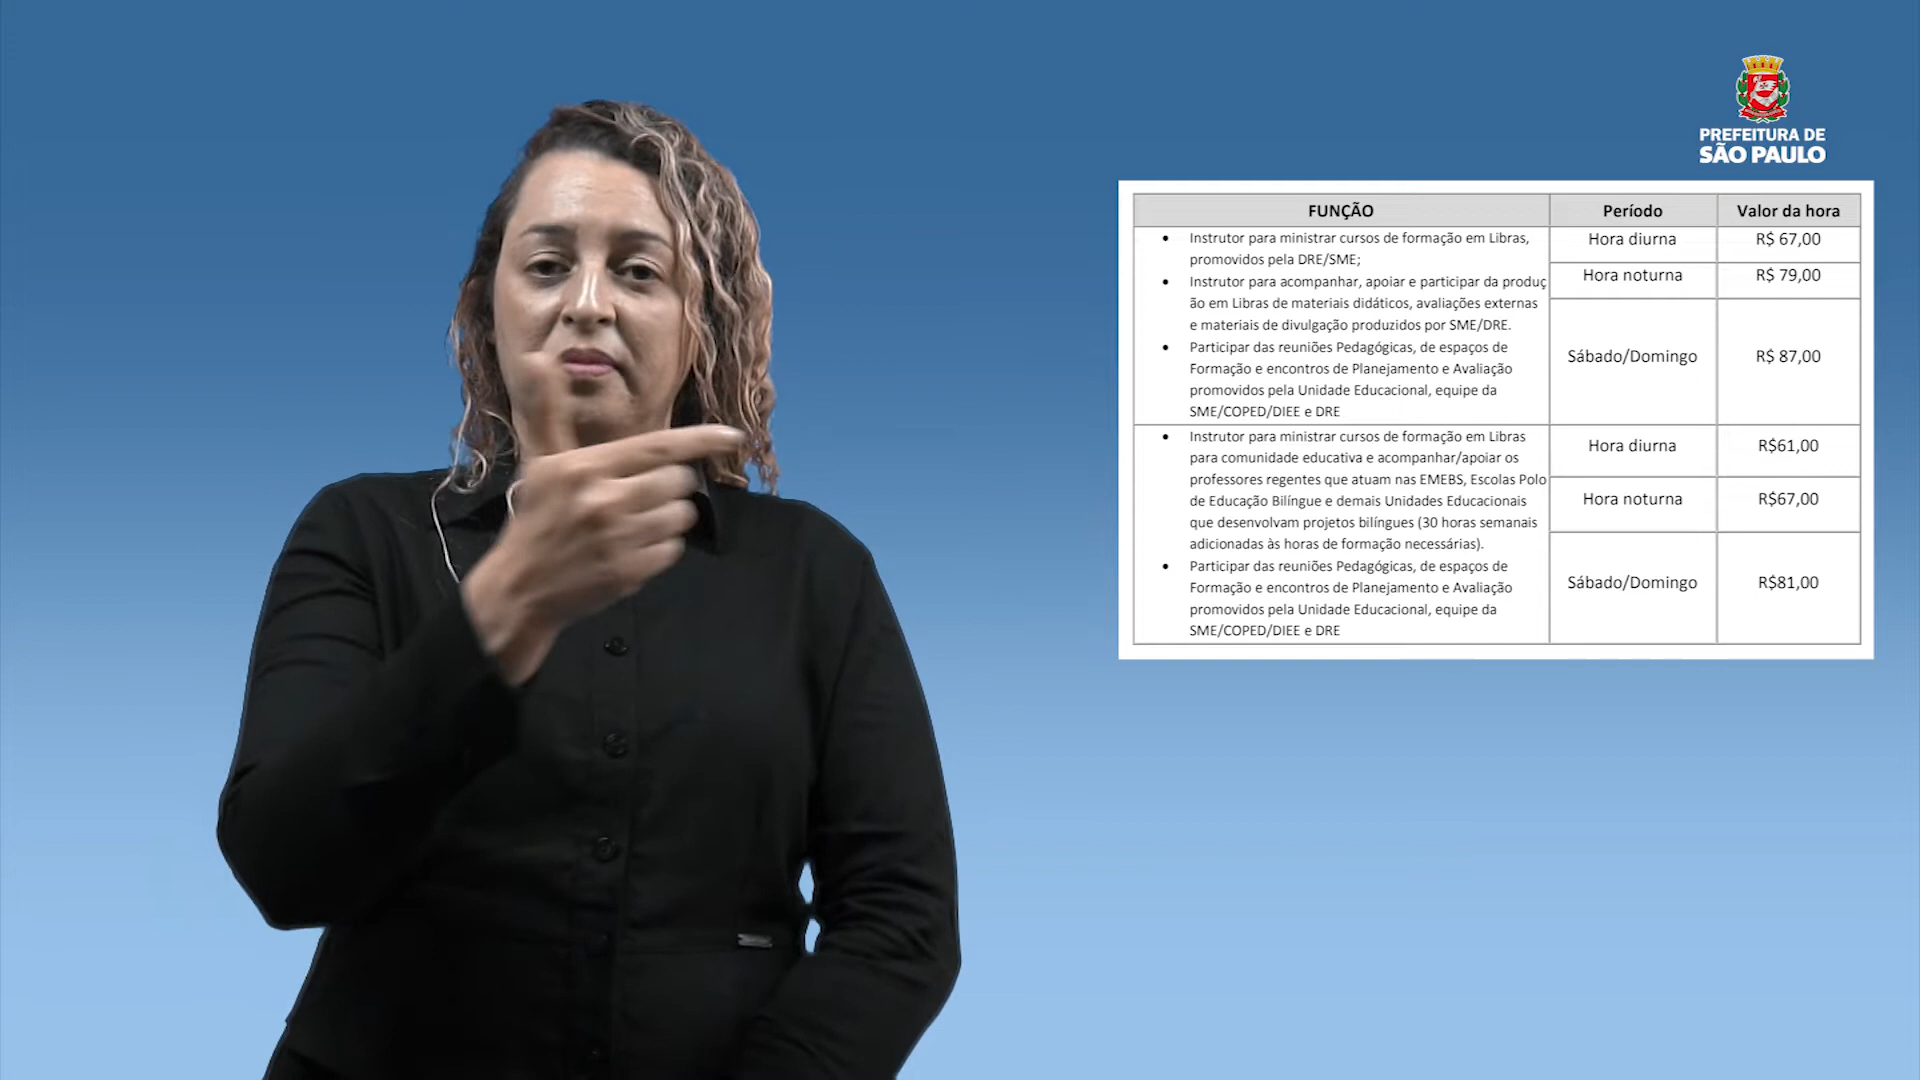 PREFEITURA DE
SÃO PAULO
FUNÇÃO
Período
Valor da hora
• Instrutor para ministrar cursos de formação em Libras,
promovidos pela DRE/SME;
• Instrutor para acompanhar, apoiar e participar da produç
ão em Libras de materiais didáticos, avaliações externas
e materiais de divulgação produzidos por SME/DRE.
• Participar das reuniões Pedagógicas, de espaços de
Formação e encontros de Planejamento e Avaliação
promovidos pela Unidade Educacional, equipe da
SME/COPED/DIEE e DRE
Hora diurna
R$ 67,00
Hora noturna
R$ 79,00
Sábado/Domingo
R$ 87,00
• Instrutor para ministrar cursos de formação em Libras
para comunidade educativa e acompanhar/apoiar os
professores regentes que atuam nas EMEBS, Escolas Polo
de Educação Bilíngue e demais Unidades Educacionais
que desenvolvam projetos bilíngues (30 horas semanais
adicionadas às horas de formação necessárias).
• Participar das reuniões Pedagógicas, de espaços de
Formação e encontros de Planejamento e Avaliação
promovidos pela Unidade Educacional, equipe da
SME/COPED/DIEE e DRE
Hora diurna
R$61,00
Hora noturna
R$67,00
Sábado/Domingo
R$81,00